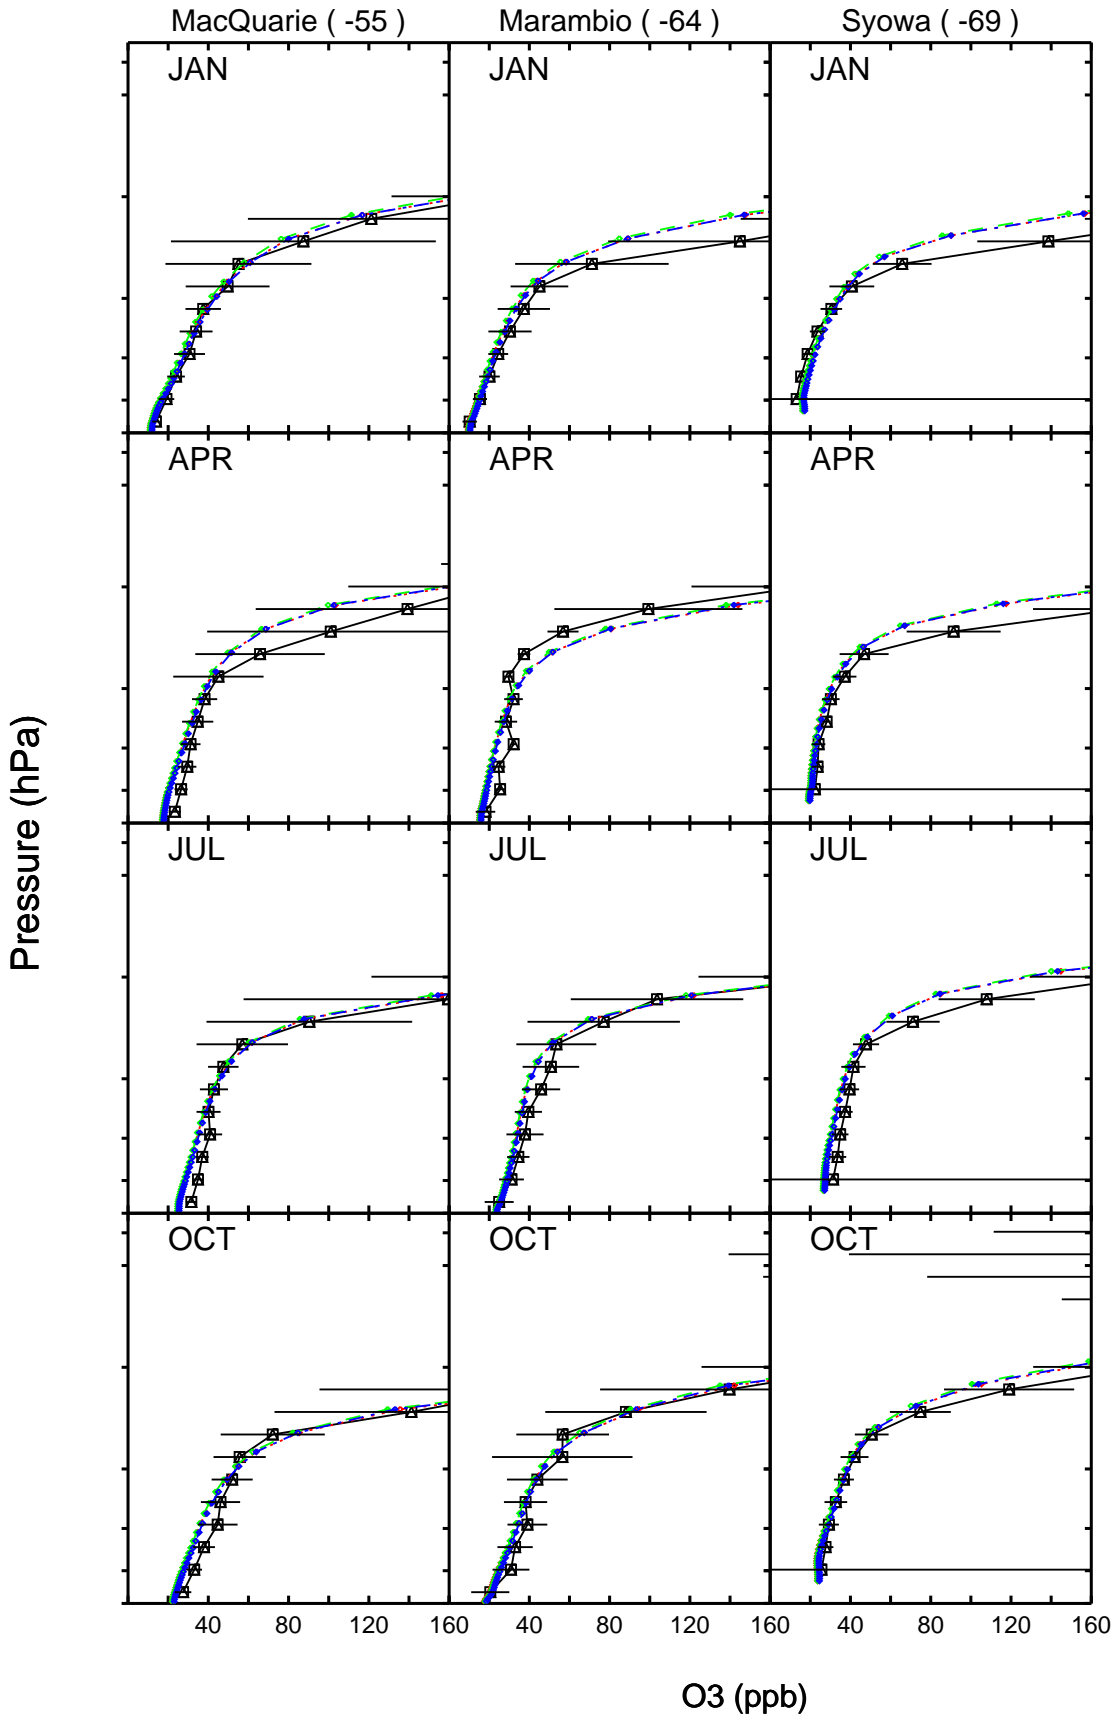 MacQuarie ( -55 ) Marambio ( -64 ) Syowa ( -69 )
JAN JAN JAN
APR APR APR
JUL JUL JUL
OCT OCT OCT
Pressure (hPa)
40 80 120 160 40 80 120 160 40 80 120 160
O3 (ppb)